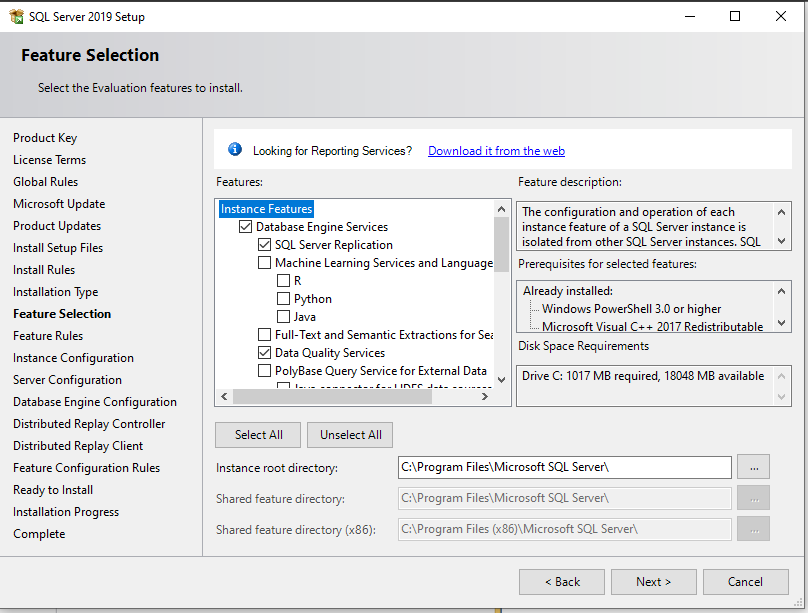 SQL Server 2019 Setup
Feature Selection
Select the Evaluation features to install.
Product Key
License Terms
Global Rules
Microsoft Update
Product Updates
Install Setup Files
Install Rules
Installation Type
Feature Selection
Feature Rules
Instance Configuration
Server Configuration
Database Engine Configuration
Distributed Replay Controller
Distributed Replay Client
Feature Configuration Rules
Ready to Install
Installation Progress
Complete
Looking for Reporting Services? Download it from the web
Features:
Instance Features
Database Engine Services
SQL Server Replication
Machine Learning Services and Language
R
Python
Java
Full-Text and Semantic Extractions for Sea
Data Quality Services
PolyBase Query Service for External Data
Java connector for HDFS data sources
Feature description:
The configuration and operation of each
instance feature of a SQL Server instance is
isolated from other SQL Server instances. SQL
Prerequisites for selected features:
Already installed:
Windows PowerShell 3.0 or higher
Microsoft Visual C++ 2017 Redistributable
Disk Space Requirements
Drive C: 1017 MB required, 18048 MB available
Select All
Unselect All
Instance root directory: C:\Program Files\Microsoft SQL Server\ ...
Shared feature directory: C:\Program Files\Microsoft SQL Server\ ...
Shared feature directory (x86): C:\Program Files (x86)\Microsoft SQL Server\ ...
< Back
Next >
Cancel